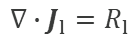 ∇ · J₁ = R₁